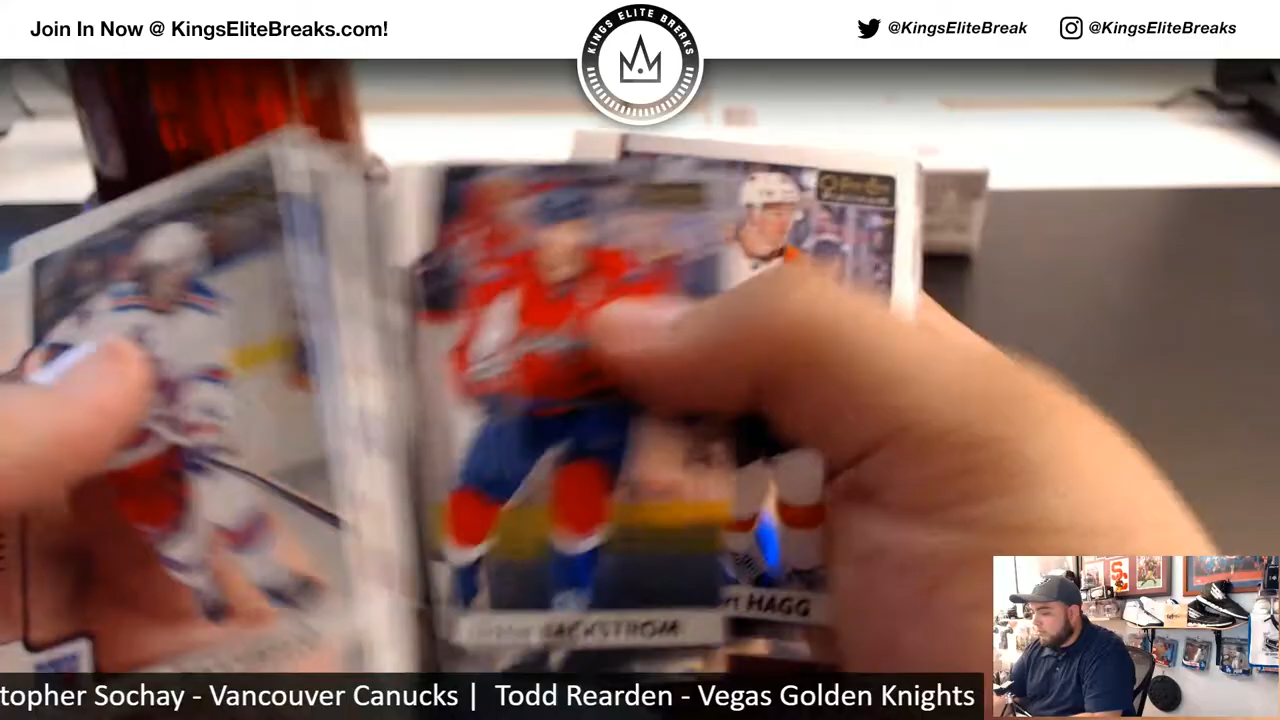 Join In Now @ KingsEliteBreaks.com!
KINGS ELITE BREAKS
@KingsEliteBreak
@KingsEliteBreaks
BACKSTROM
HAGG
topher Sochay - Vancouver Canucks | Todd Rearden - Vegas Golden Knights